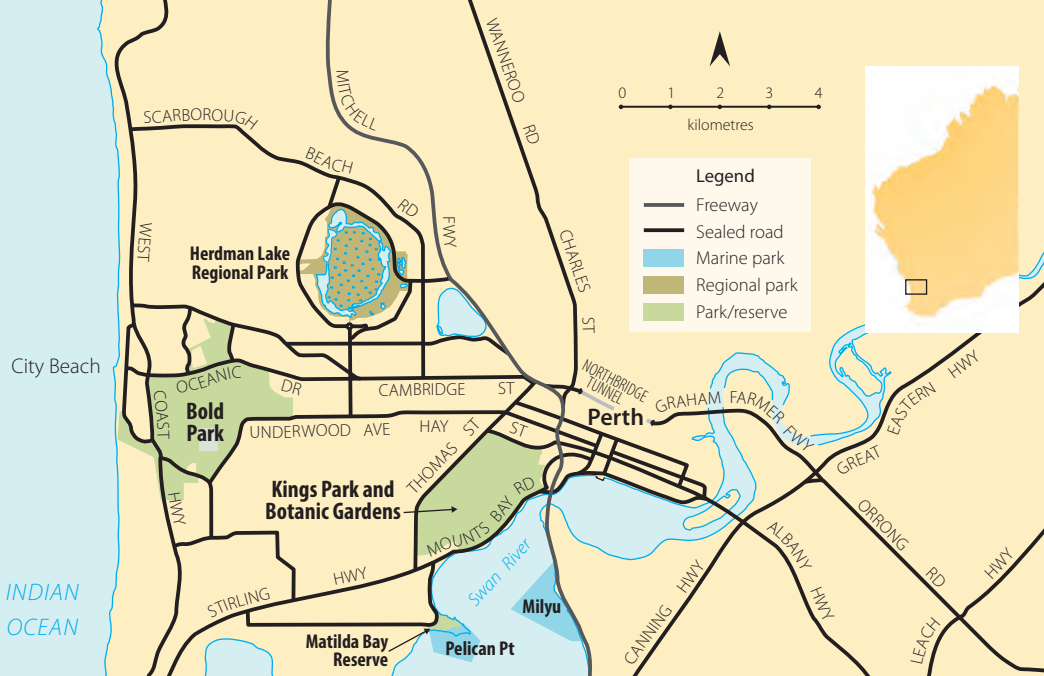 WANNEROO RD
MITCHELL
FWY
SCARBOROUGH
BEACH
RD
0 1 2 3 4
kilometres
Legend
Freeway
Sealed road
Marine park
Regional park
Park/reserve
WEST
COAST
HWY
Herdman Lake
Regional Park
CHARLES
ST
City Beach
OCEANIC
DR
CAMBRIDGE ST
NORTHBRIDGE
TUNNEL
Perth
GRAHAM FARMER
FWY
GREAT
EASTERN
HWY
Bold
Park
UNDERWOOD AVE
HAY
ST
THOMAS
ST
Kings Park and
Botanic Gardens
MOUNTS BAY RD
ORRONG
RD
ALBANY
HWY
CANNING
HWY
LEACH
HWY
Swan River
INDIAN
OCEAN
STIRLING
HWY
Milyu
Matilda Bay
Reserve
Pelican Pt